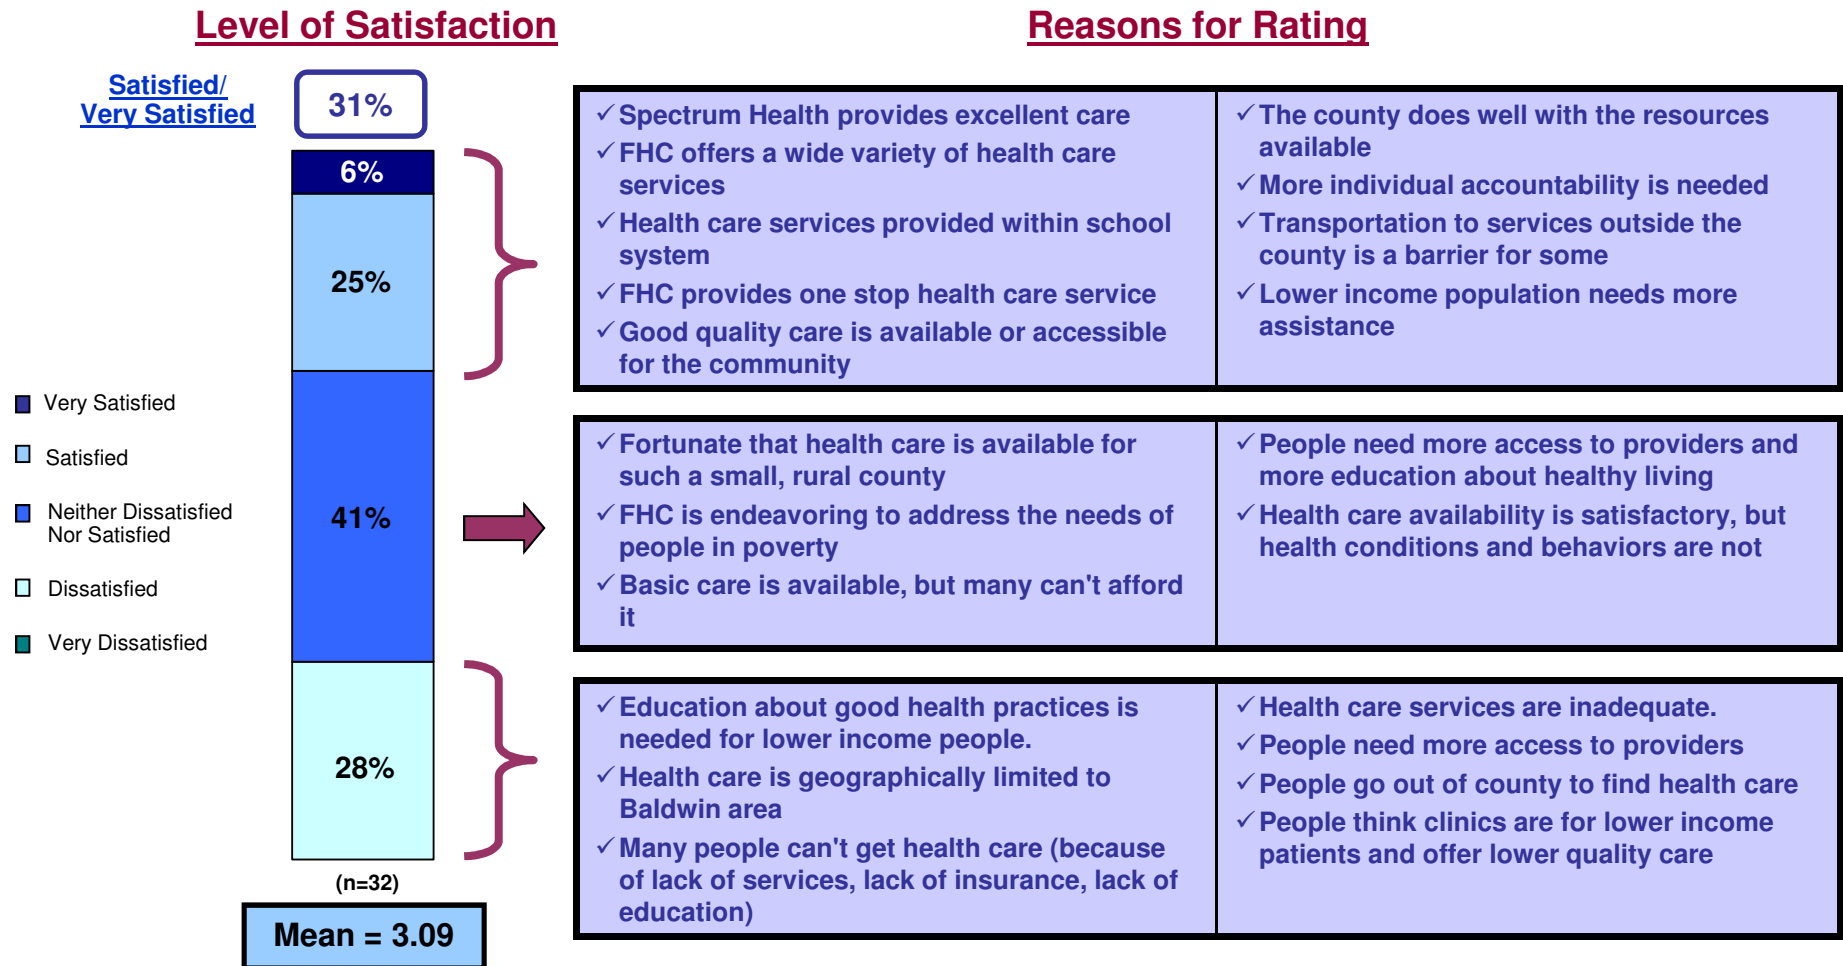 Level of Satisfaction
Reasons for Rating
Satisfied/
Very Satisfied
31%
6%
25%
41%
28%
(n=32)
Mean = 3.09
Very Satisfied
Satisfied
Neither Dissatisfied
Nor Satisfied
Dissatisfied
Very Dissatisfied
✓Spectrum Health provides excellent care
✓FHC offers a wide variety of health care
services
✓Health care services provided within school
system
✓FHC provides one stop health care service
✓Good quality care is available or accessible
for the community
✓The county does well with the resources
available
✓More individual accountability is needed
✓Transportation to services outside the
county is a barrier for some
✓Lower income population needs more
assistance
✓Fortunate that health care is available for
such a small, rural county
✓FHC is endeavoring to address the needs of
people in poverty
✓Basic care is available, but many can't afford
it
✓People need more access to providers and
more education about healthy living
✓Health care availability is satisfactory, but
health conditions and behaviors are not
✓Education about good health practices is
needed for lower income people.
✓Health care is geographically limited to
Baldwin area
✓Many people can't get health care (because
of lack of services, lack of insurance, lack of
education)
✓Health care services are inadequate.
✓People need more access to providers
✓People go out of county to find health care
✓People think clinics are for lower income
patients and offer lower quality care